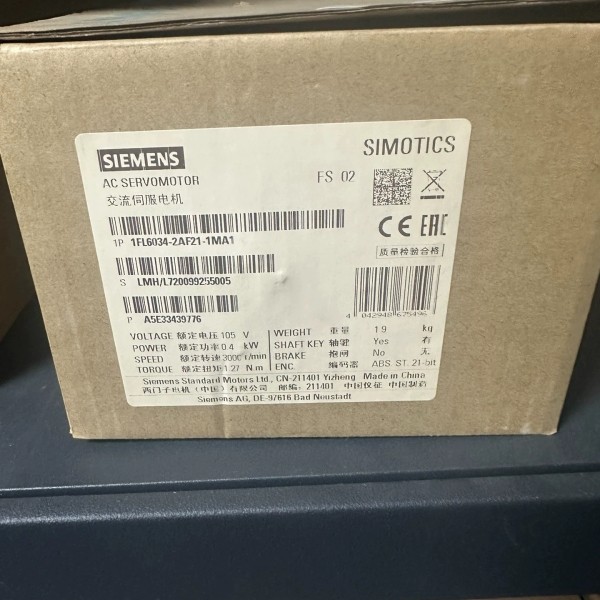 SIEMENS
SIMOTICS
AC SERVOMOTOR
FS 02
交流伺服电机
1P 1FL6034-2AF21-1MA1
CE EAC
质量检验合格
S LMH/L720099255005
P A5E33439776
4 042948 675496
VOLTAGE 额定电压 105 V
POWER 额定功率 0.4 kW
SPEED 额定转速 3000 r/min
TORQUE 额定扭矩 1.27 N.m
WEIGHT 重量 1.9 kg
SHAFT KEY 轴键 Yes 有
BRAKE 抱闸 No 无
ENC. 编码器 ABS. ST. 21-bit
Siemens Standard Motors Ltd., CN-211401 Yizheng Made in China
西门子电机（中国）有限公司 邮编: 211401 中国仪征 中国制造
Siemens AG, DE-97616 Bad Neustadt